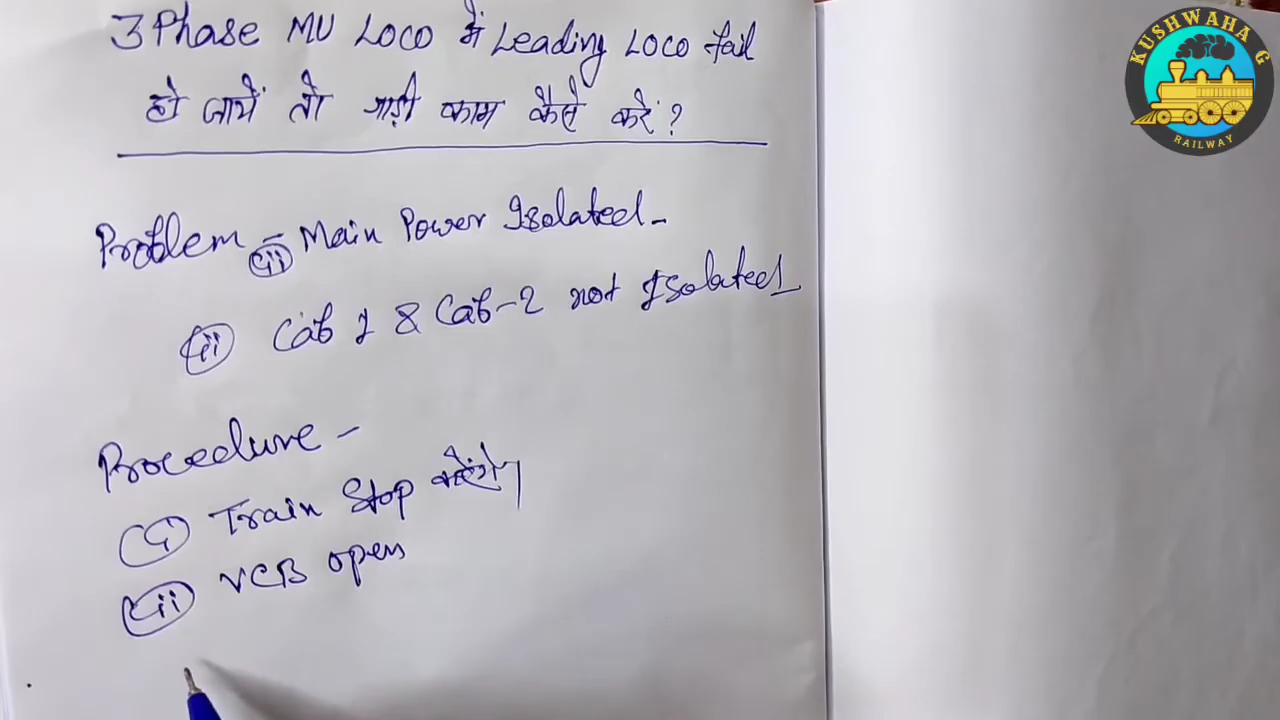 3 Phase MU Loco में Leading Loco fail
हो जायें तो गाड़ी काम कैसे करें ?
Problem - (ii) Main Power Isolated -
(ii) Cab 1 & Cab-2 not Isolated
Procedure -
(i) Train Stop करेंगे।
(ii) VCB open
KUSHWAHA G
RAILWAY